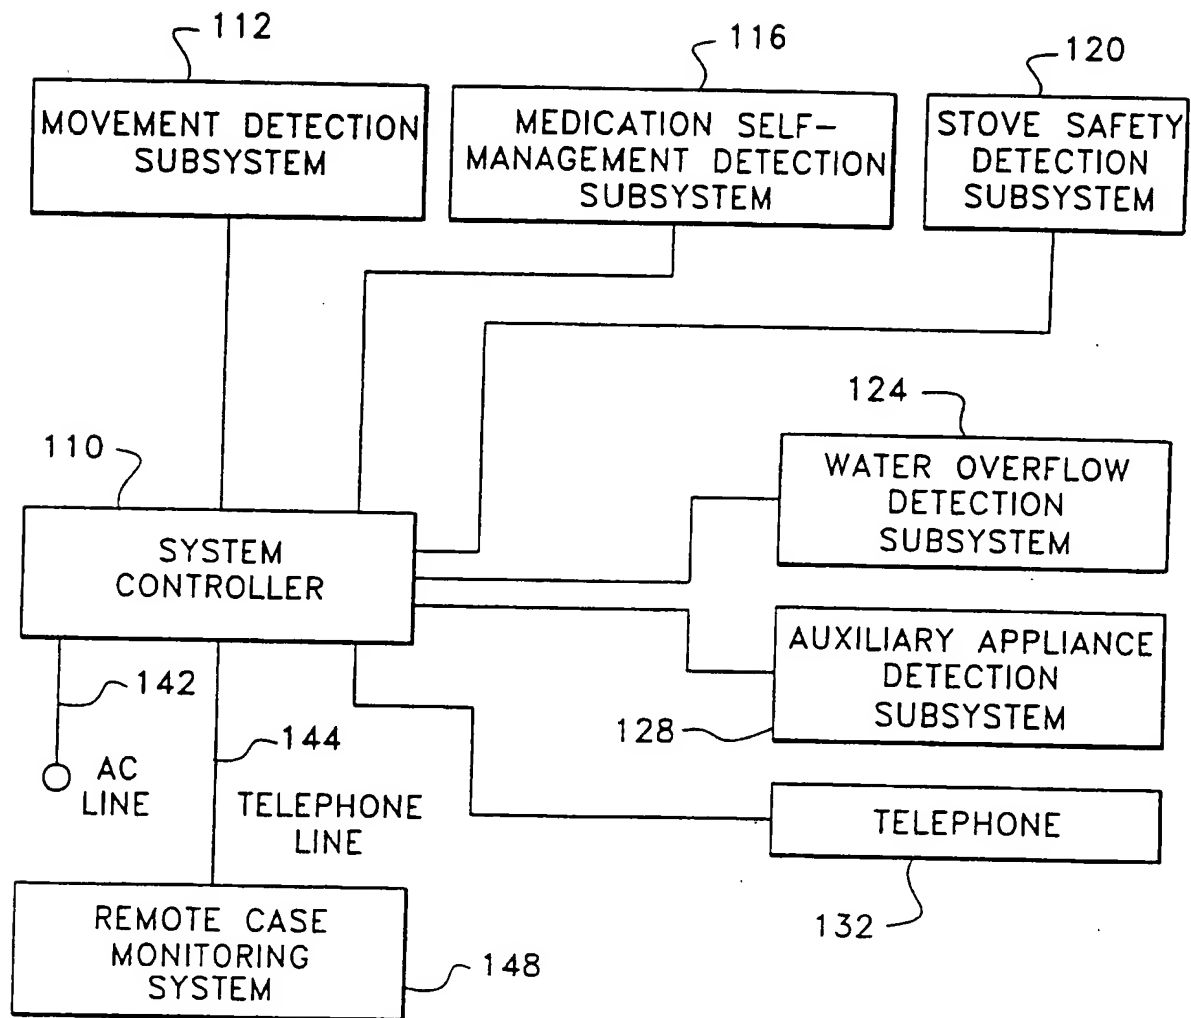 112
116
120
MOVEMENT DETECTION
SUBSYSTEM
MEDICATION SELF-
MANAGEMENT DETECTION
SUBSYSTEM
STOVE SAFETY
DETECTION
SUBSYSTEM
124
110
WATER OVERFLOW
DETECTION
SUBSYSTEM
SYSTEM
CONTROLLER
AUXILIARY APPLIANCE
DETECTION
SUBSYSTEM
142
128
144
AC
LINE
TELEPHONE
LINE
TELEPHONE
132
REMOTE CASE
MONITORING
SYSTEM
148